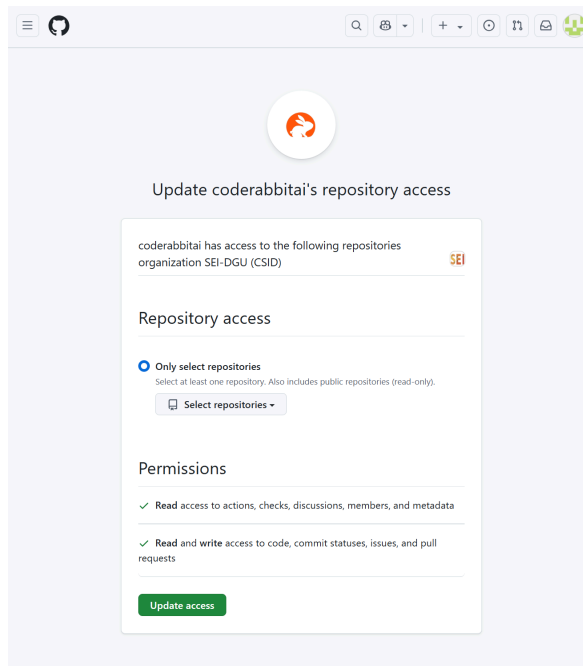 Update coderabbitai's repository access
coderabbitai has access to the following repositories
organization SEI-DGU (CSID)
SEI
Repository access
Only select repositories
Select at least one repository. Also includes public repositories (read-only).
Select repositories
Permissions
Read access to actions, checks, discussions, members, and metadata
Read and write access to code, commit statuses, issues, and pull
requests
Update access